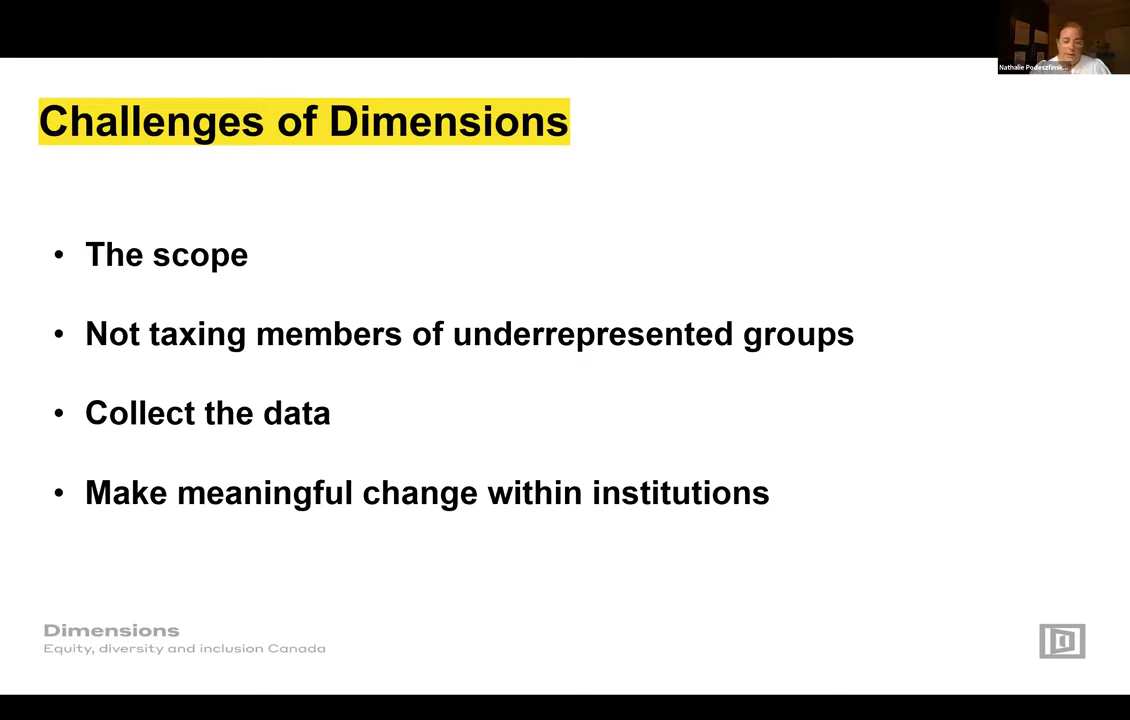 Nathalie
Challenges of Dimensions
• The scope
• Not taxing members of underrepresented groups
• Collect the data
• Make meaningful change within institutions
Dimensions
Equity, diversity and inclusion Canada